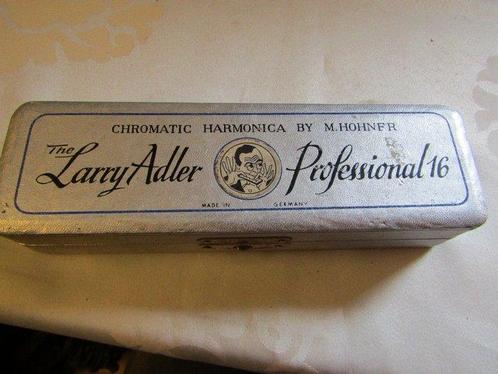 CHROMATIC HARMONICA BY M.HOHNER
The Larry Adler Professional 16
MADE IN GERMANY